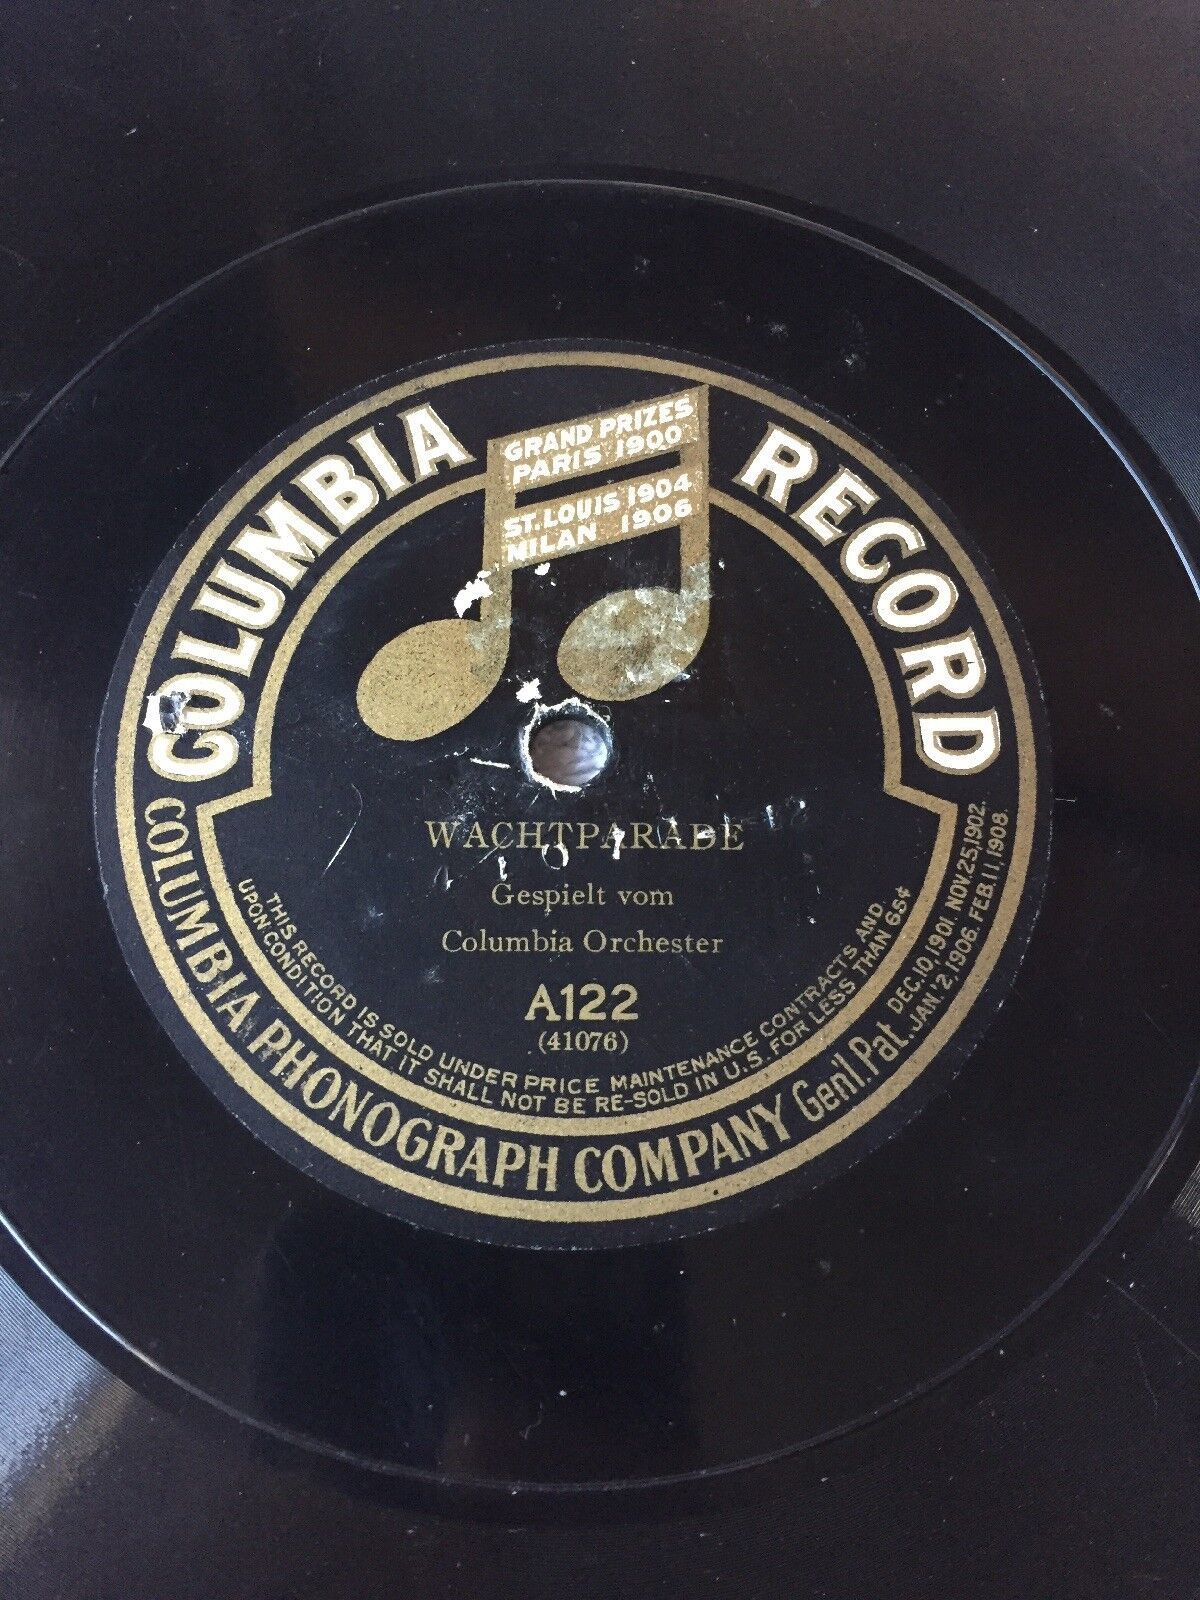 COLUMBIA RECORD
GRAND PRIZES
PARIS 1900
ST. LOUIS 1904
MILAN 1906
WACHTPARADE
Gespielt vom
Columbia Orchester
A122
(41076)
THIS RECORD IS SOLD UNDER PRICE MAINTENANCE CONTRACTS AND
UPON CONDITION THAT IT SHALL NOT BE RE-SOLD IN U.S. FOR LESS THAN 65¢
COLUMBIA PHONOGRAPH COMPANY Gen'l. Pat. DEC.10,1901. NOV.25,1902.
JAN. 2, 1906. FEB. 11, 1908.